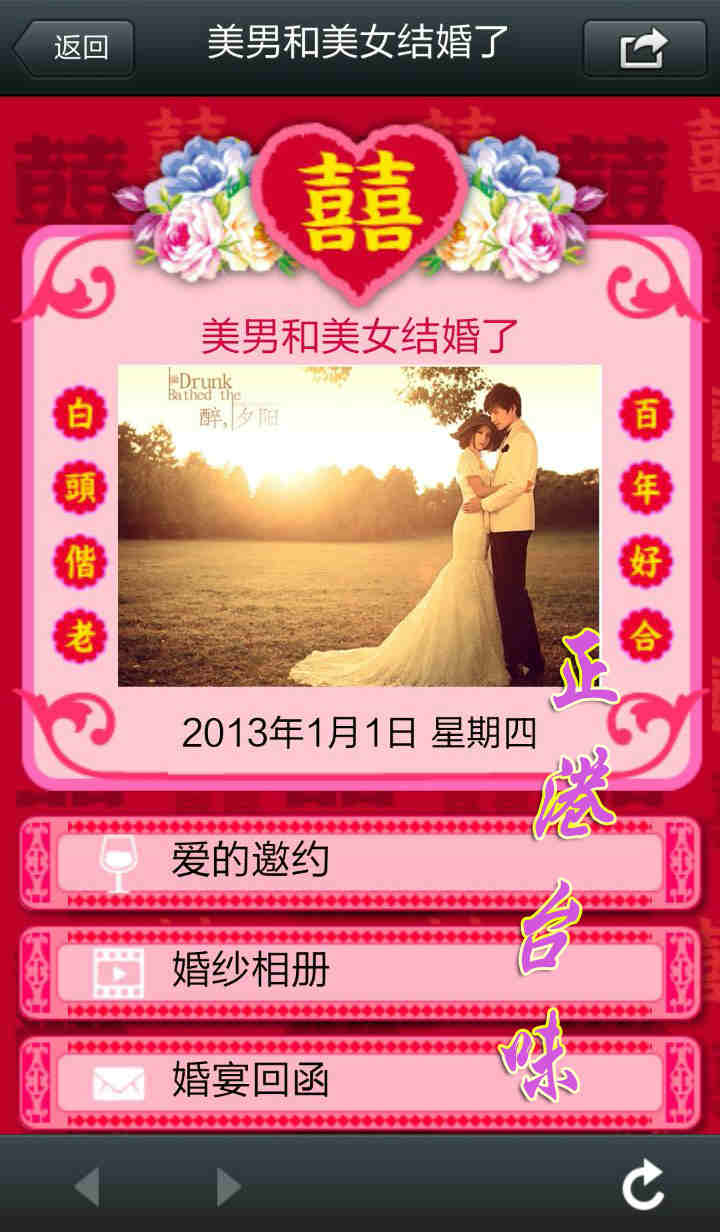 返回
美男和美女结婚了
囍
美男和美女结婚了
Drunk
Bathed the
醉,夕阳
白頭偕老
百年好合
2013年1月1日 星期四
正港台味
爱的邀约
婚纱相册
婚宴回函